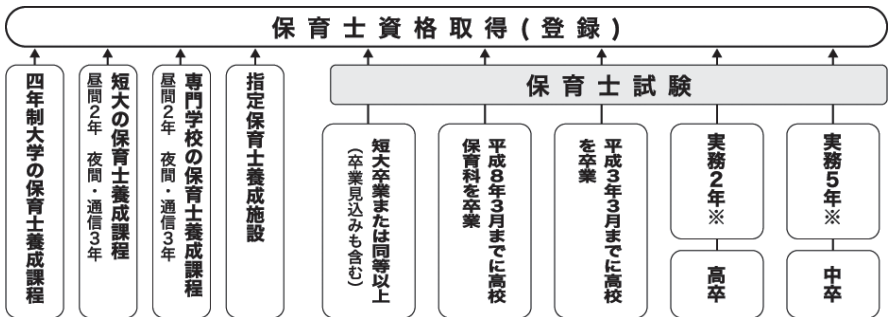 保育士資格取得(登録)
四年制大学の保育士養成課程
短大の保育士養成課程
昼間2年 夜間・通信3年
専門学校の保育士養成課程
昼間2年 夜間・通信3年
指定保育士養成施設
保育士試験
短大卒業または同等以上
(卒業見込みも含む)
平成8年3月までに高校
保育科を卒業
平成3年3月までに高校
を卒業
実務2年※
高卒
実務5年※
中卒